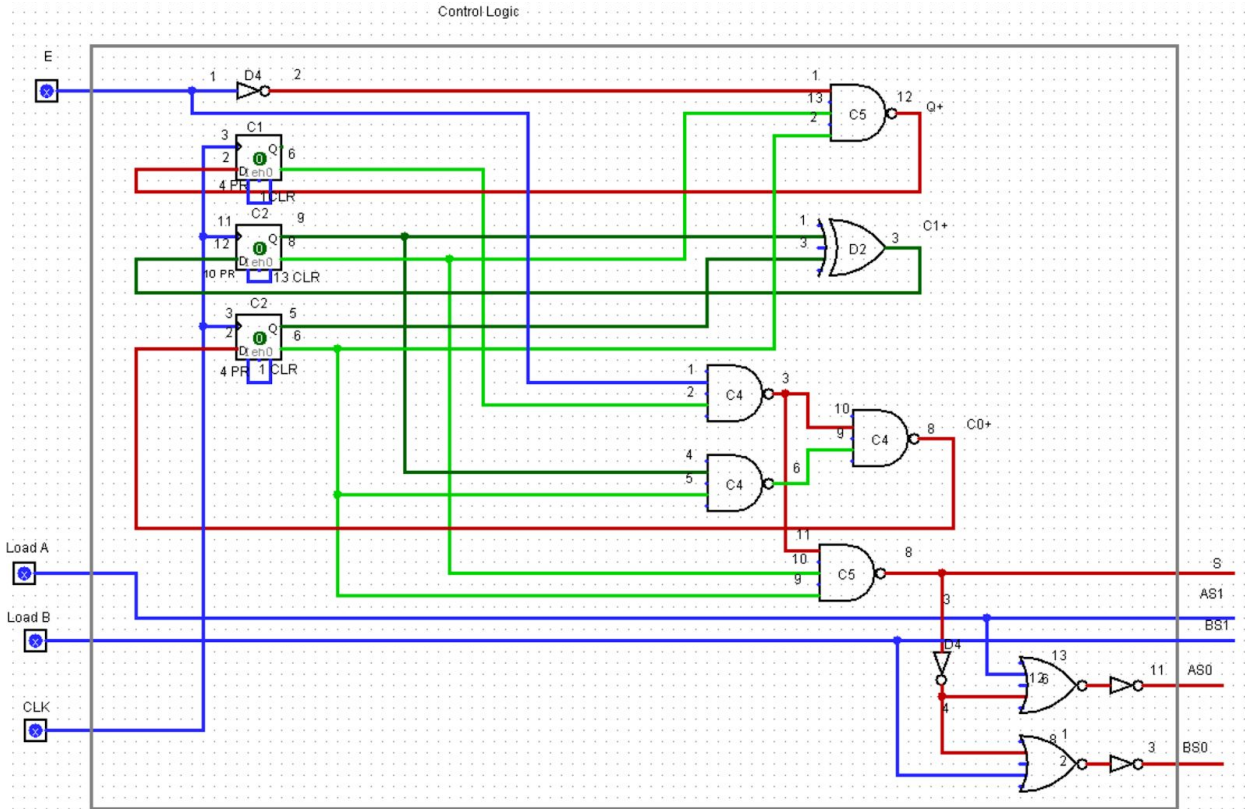 Control Logic
E
1
D4
2
1
13
2
C5
12
Q+
C1
3
2
Q
D
0
6
4 PR
1 CLR
C2
11
12
Q
D
0
9
8
10 PR
13 CLR
1
3
D2
3
C1+
C2
3
2
Q
D
0
5
6
4 PR
1 CLR
1
2
C4
3
10
9
C4
8
C0+
4
5
C4
6
11
10
9
C5
8
S
Load A
AS1
3
Load B
BS1
D4
4
13
12
11
AS0
CLK
1
8
2
3
BS0